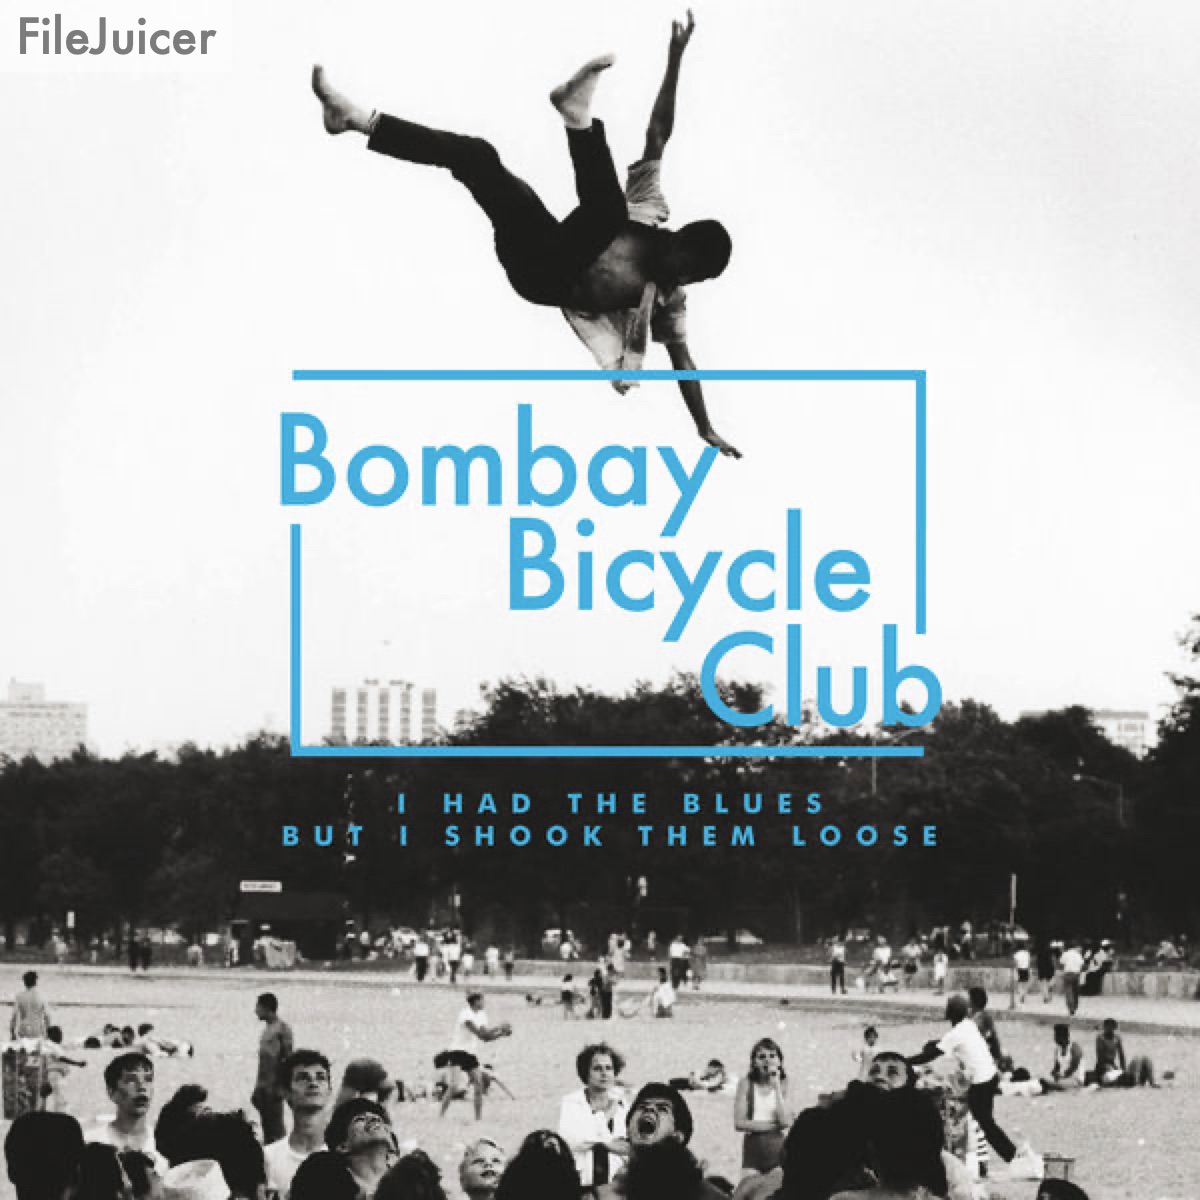 FileJuicer
Bombay
Bicycle
Club
I HAD THE BLUES
BUT I SHOOK THEM LOOSE